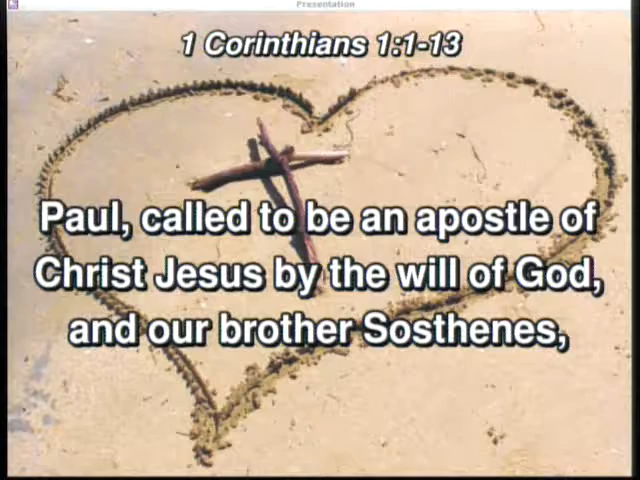 Presentation
1 Corinthians 1:1-13
Paul, called to be an apostle of
Christ Jesus by the will of God,
and our brother Sosthenes,